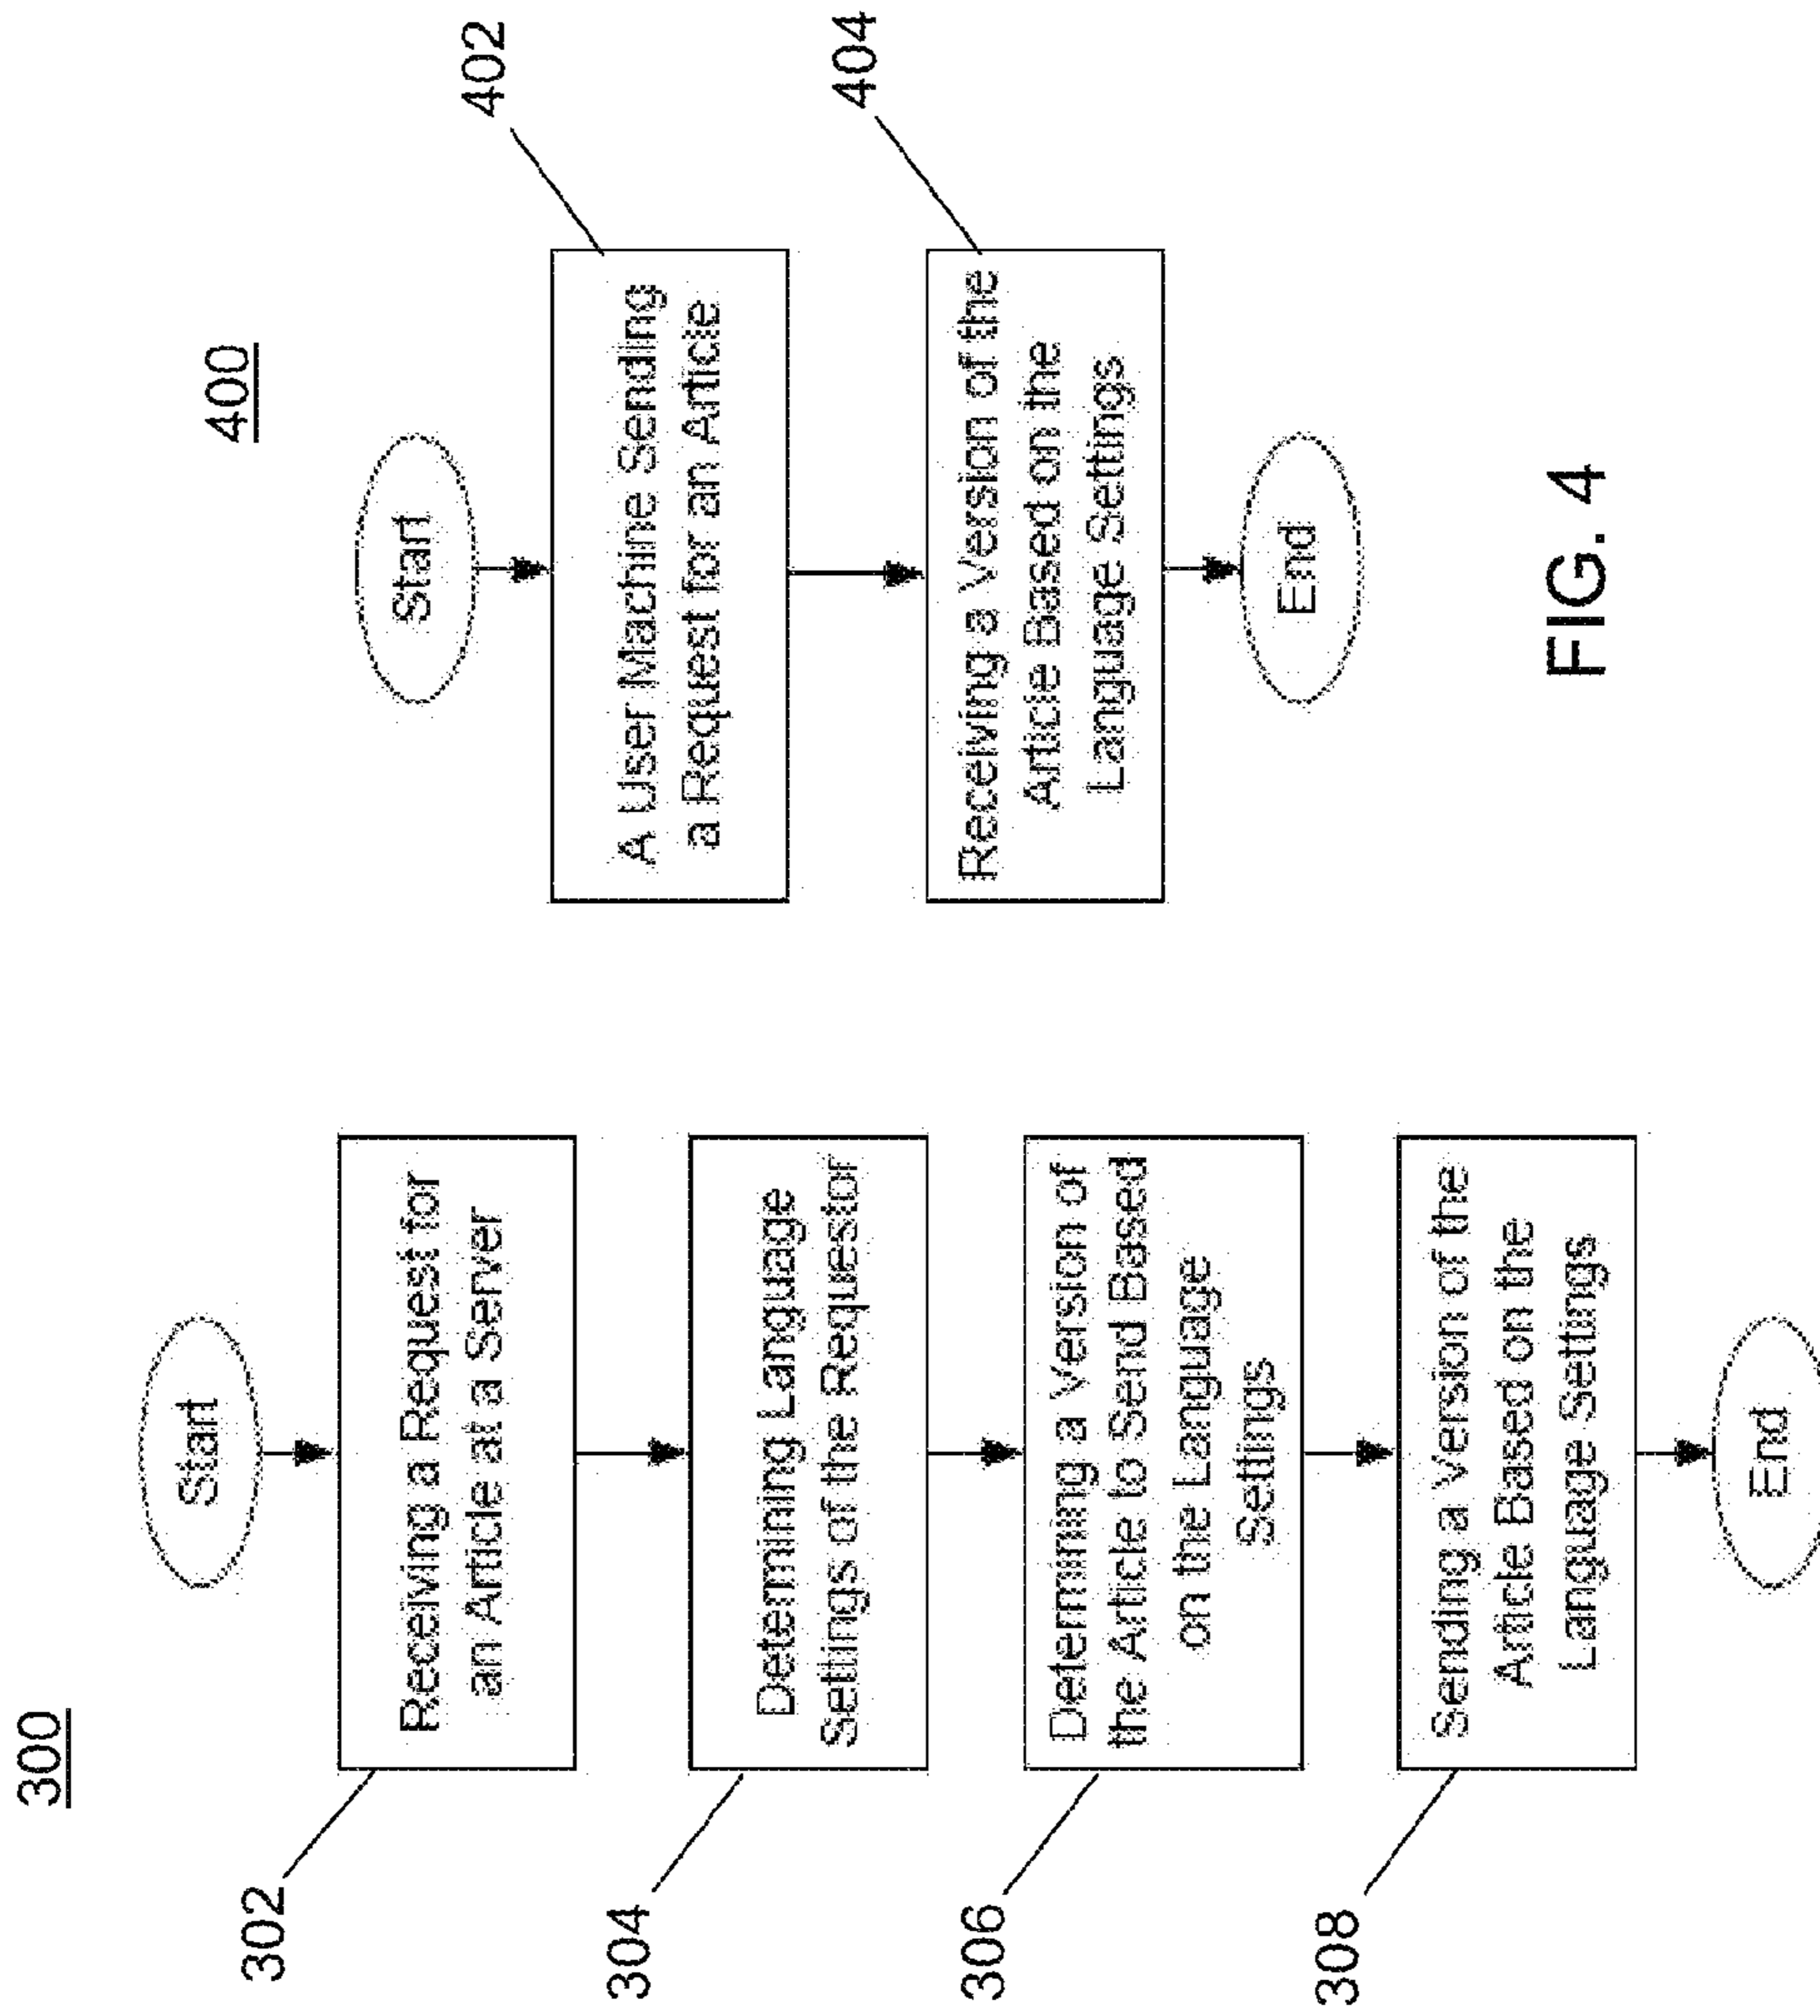 300
Start
302
Receiving a Request for
an Article at a Server
304
Determining Language
Settings of the Requestor
306
Determining a Version of
the Article to Send Based
on the Language
Settings
308
Sending a Version of the
Article Based on the
Language Settings
End
400
Start
402
A User Machine Sending
a Request for an Article
404
Receiving a Version of the
Article Based on the
Language Settings
End
FIG. 4